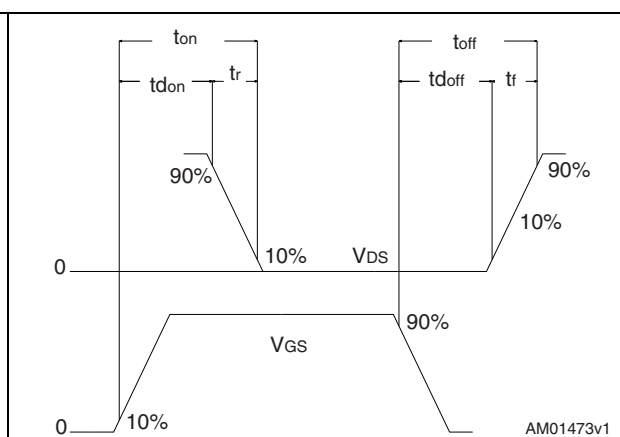 ton toff
tdon tr tdoff tf
90% 90%
10% 10%
0 VDS
VGS 90%
0 10%
AM01473v1